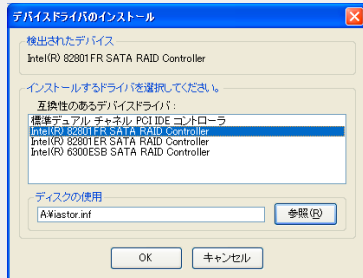 デバイスドライバのインストール
検出されたデバイス
Intel(R) 82801FR SATA RAID Controller
インストールするドライバを選択してください。
互換性のあるデバイスドライバ:
標準デュアル チャネル PCI IDE コントローラ
Intel(R) 82801FR SATA RAID Controller
Intel(R) 82801ER SATA RAID Controller
Intel(R) 6300ESB SATA RAID Controller
ディスクの使用
A:¥iastor.inf
参照(R)
OK
キャンセル